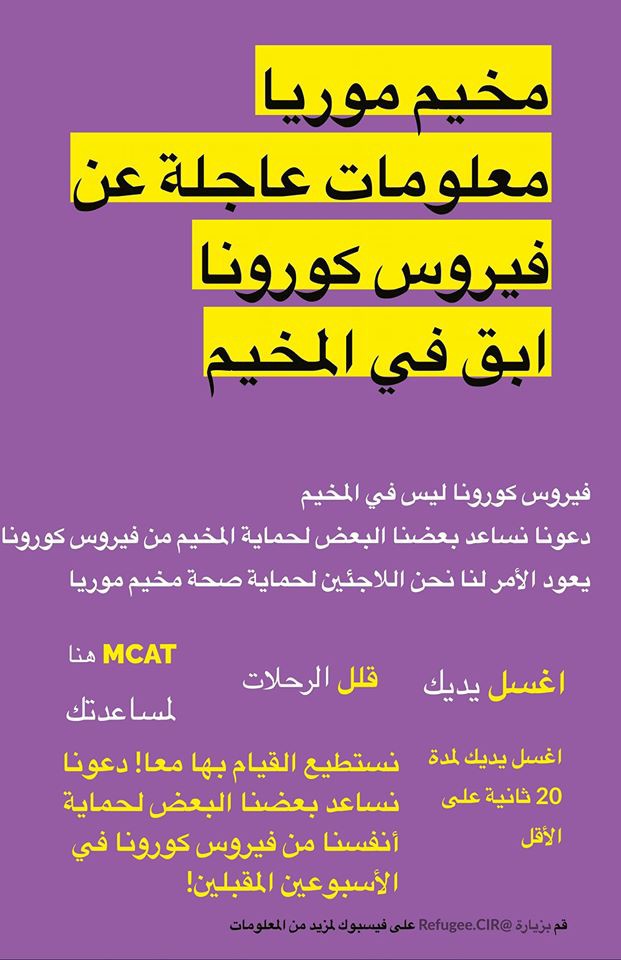 مخيم موريا
معلومات عاجلة عن
فيروس كورونا
ابق في المخيم
فيروس كورونا ليس في المخيم
دعونا نساعد بعضنا البعض لحماية المخيم من فيروس كورونا
يعود الأمر لنا نحن اللاجئين لحماية صحة مخيم موريا
اغسل يديك
اغسل يديك لمدة
20 ثانية على
الأقل
قلل الرحلات
MCAT هنا
لمساعدتك
نستطيع القيام بها معا! دعونا
نساعد بعضنا البعض لحماية
أنفسنا من فيروس كورونا في
الأسبوعين المقبلين!
قم بزيارة @Refugee.CIR على فيسبوك لمزيد من المعلومات